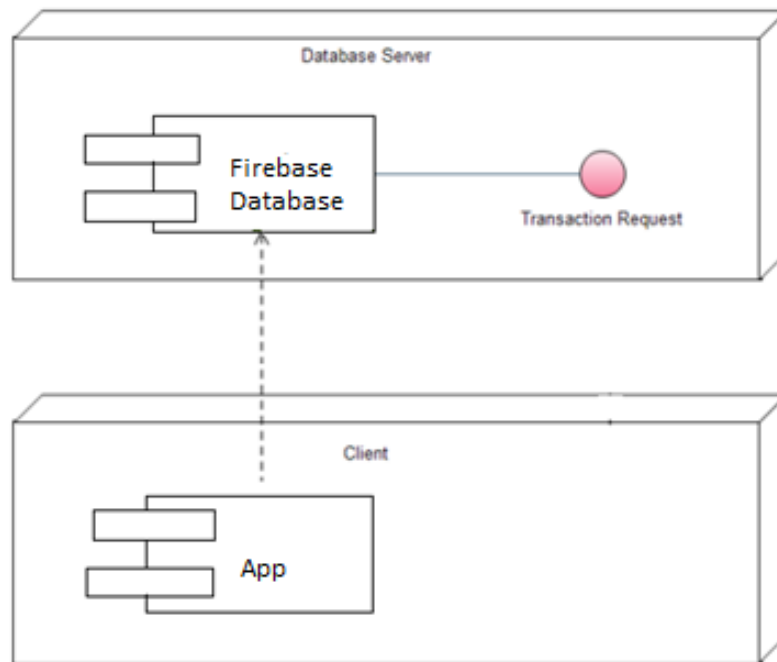 Database Server
Firebase
Database
Transaction Request
Client
App